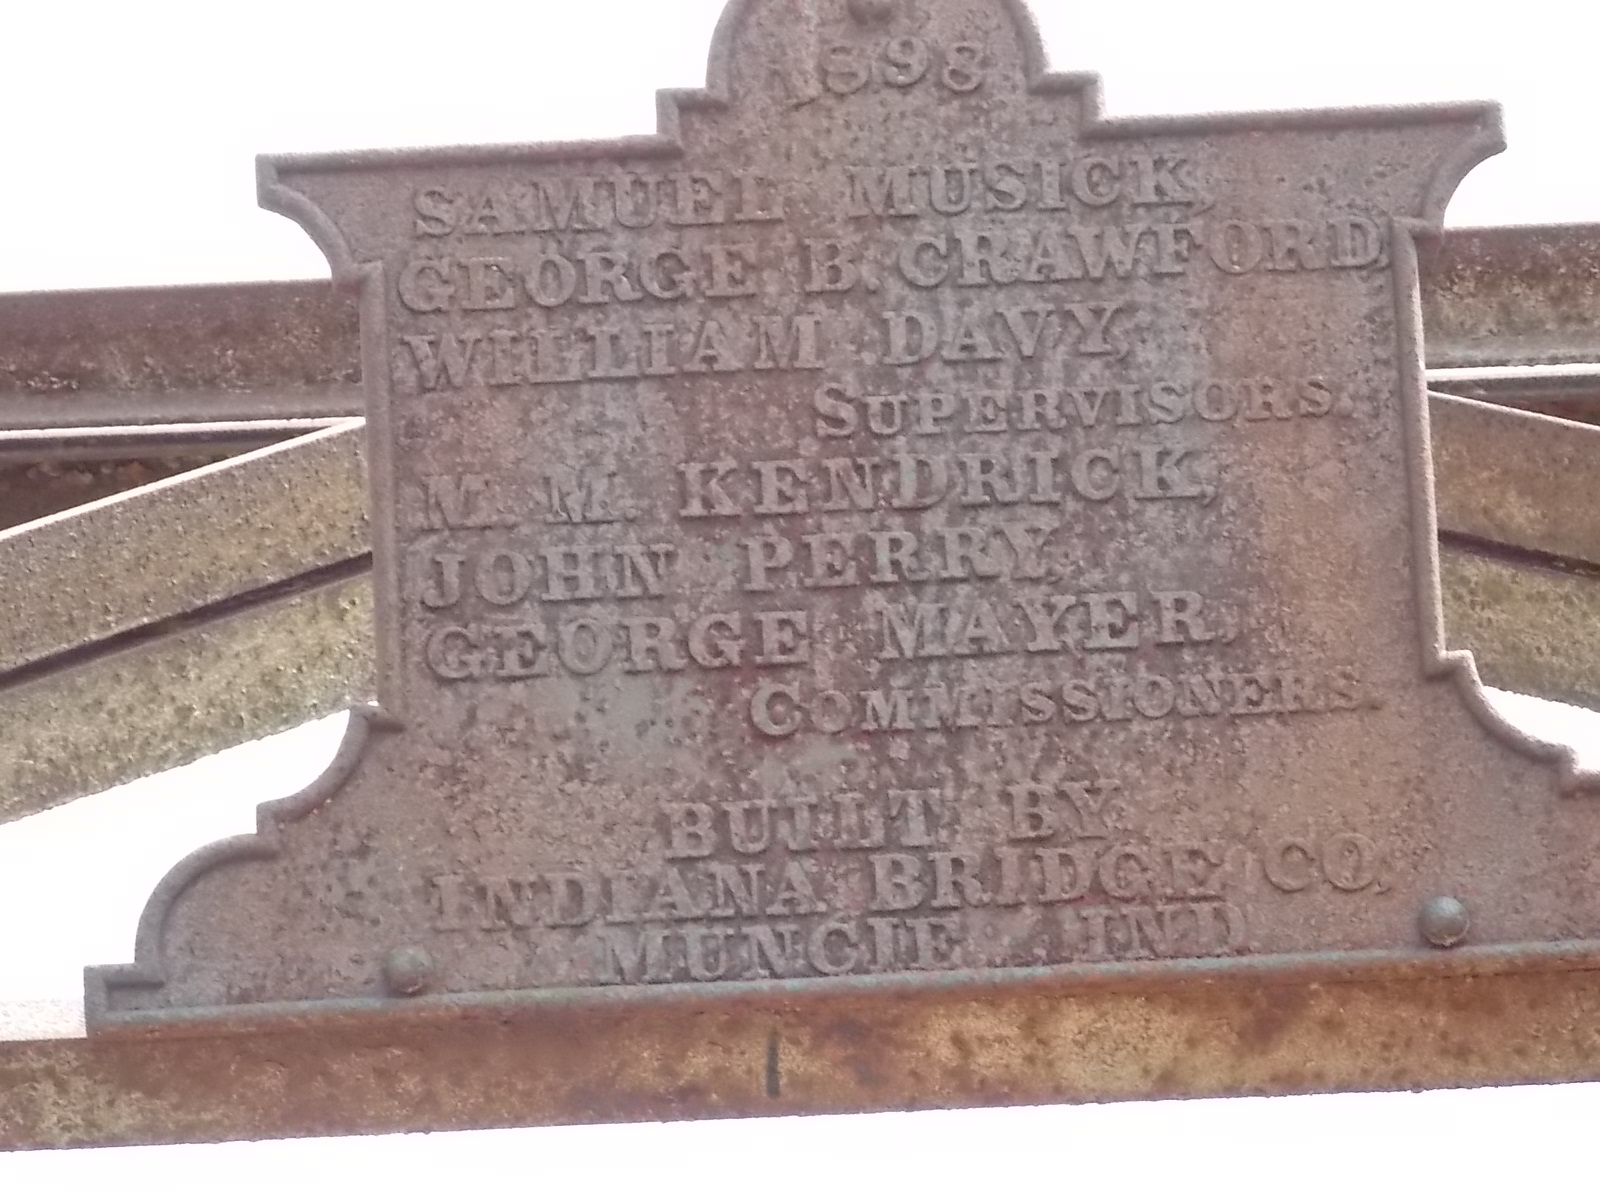 1898
SAMUEL MUSICK,
GEORGE B. CRAWFORD,
WILLIAM DAVY,
SUPERVISORS.
M. M. KENDRICK,
JOHN PERRY,
GEORGE MAYER,
COMMISSIONERS.
BUILT BY
INDIANA BRIDGE CO,
MUNCIE, IND